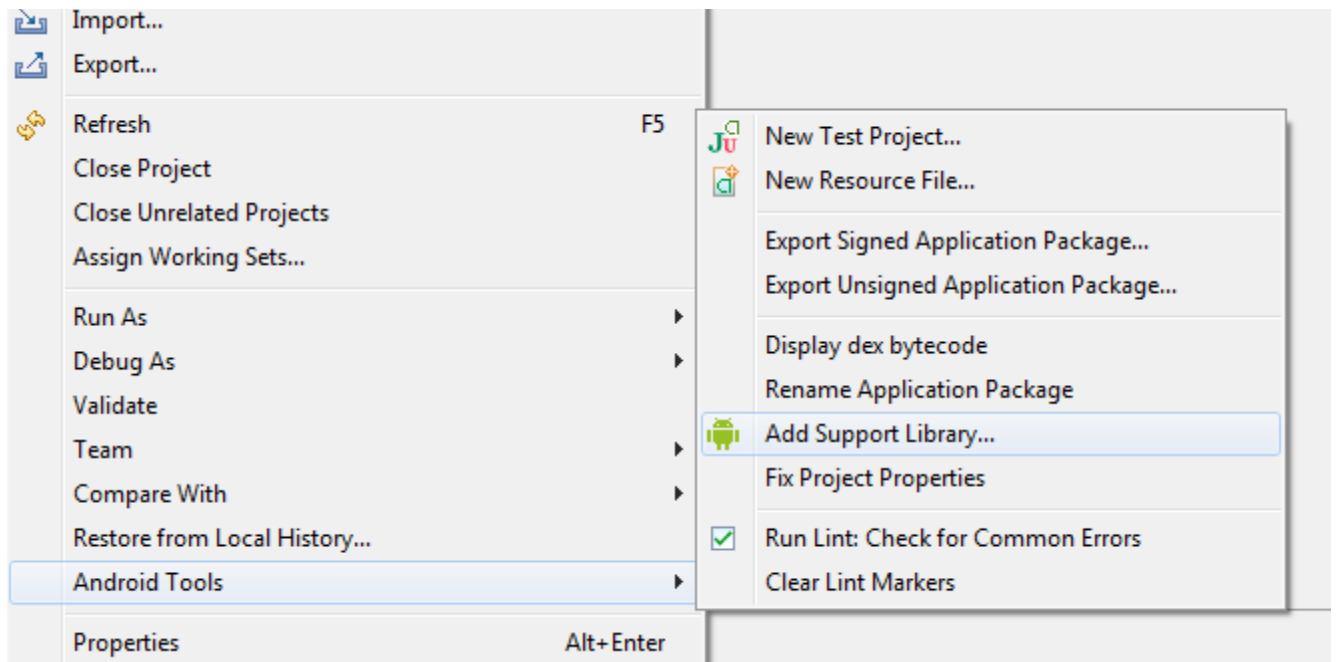 Import...
Export...
Refresh F5
Close Project
Close Unrelated Projects
Assign Working Sets...
Run As
Debug As
Validate
Team
Compare With
Restore from Local History...
Android Tools
Properties Alt+Enter
New Test Project...
New Resource File...
Export Signed Application Package...
Export Unsigned Application Package...
Display dex bytecode
Rename Application Package
Add Support Library...
Fix Project Properties
Run Lint: Check for Common Errors
Clear Lint Markers